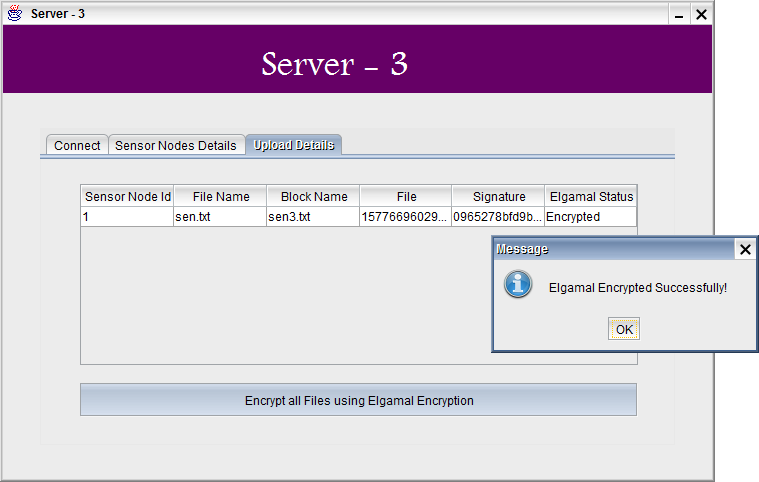 Server - 3
Server - 3
Connect Sensor Nodes Details Upload Details
Sensor Node Id File Name Block Name File Signature Elgamal Status
1 sen.txt sen3.txt 15776696029... 0965278bfd9b... Encrypted
Message
Elgamal Encrypted Successfully!
OK
Encrypt all Files using Elgamal Encryption